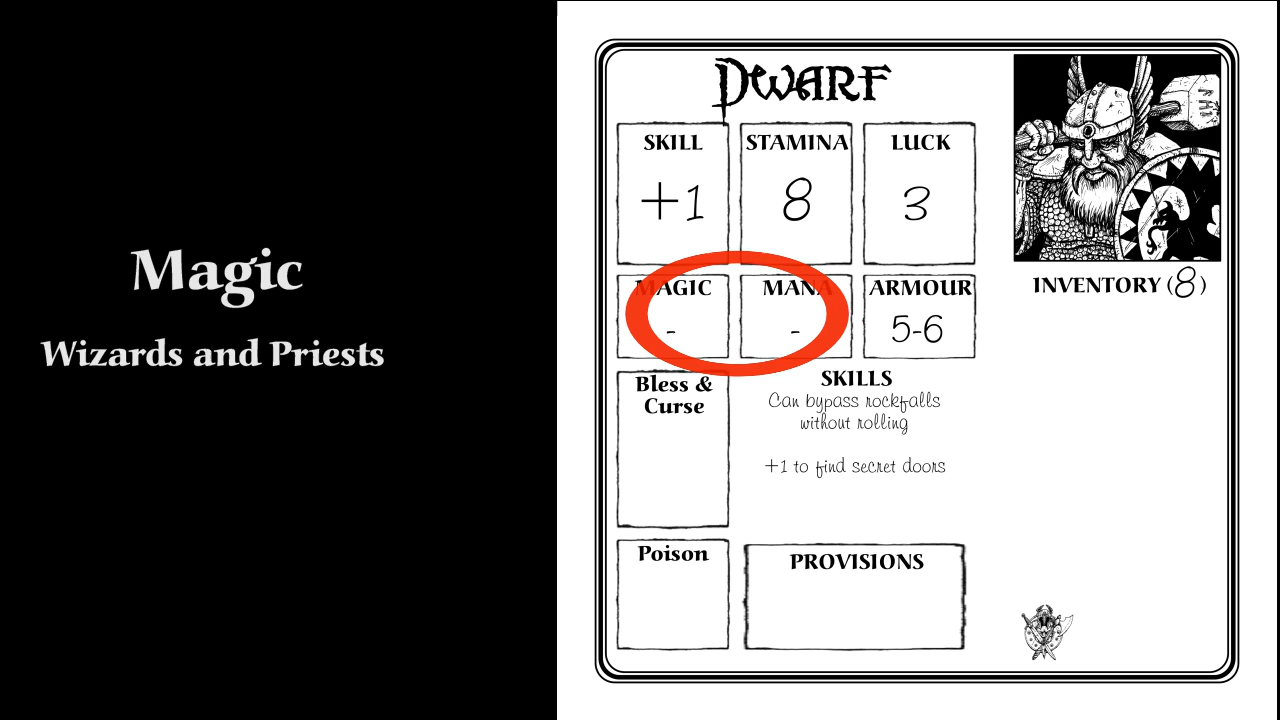 Magic
Wizards and Priests
DWARF
SKILL
+1
STAMINA
8
LUCK
3
MAGIC
-
MANA
-
ARMOUR
5-6
INVENTORY (8)
Bless &
Curse
SKILLS
Can bypass rockfalls
without rolling
+1 to find secret doors
Poison
PROVISIONS